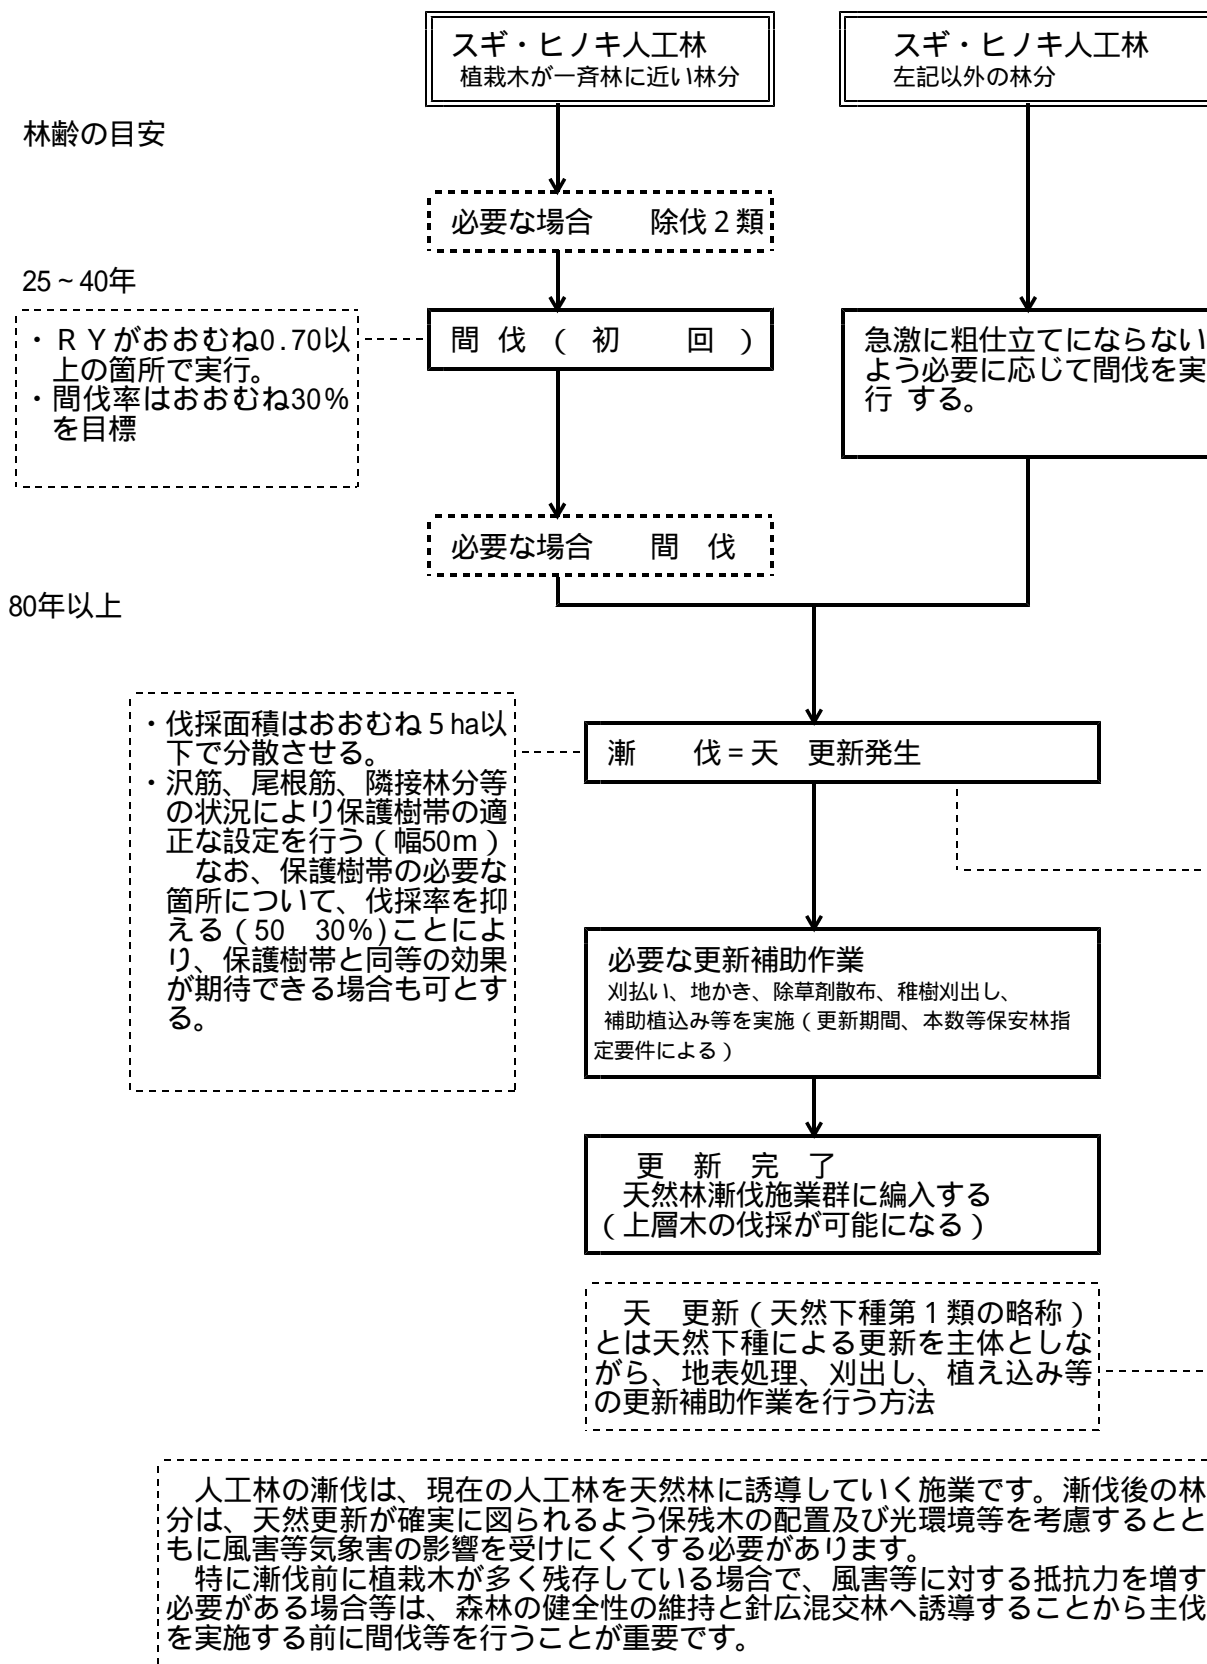 スギ・ヒノキ人工林
植栽木が一斉林に近い林分
スギ・ヒノキ人工林
左記以外の林分
林齢の目安
必要な場合　　除伐２類
25～40年
・ＲＹがおおむね0.70以
上の箇所で実行。
・間伐率はおおむね30％
を目標
間 伐 ( 初　　回 )
急激に粗仕立てにならない
よう必要に応じて間伐を実
行 する。
必要な場合　　間　伐
80年以上
・伐採面積はおおむね５ha以
下で分散させる。
・沢筋、尾根筋、隣接林分等
の状況により保護樹帯の適
正な設定を行う（幅50ｍ）
なお、保護樹帯の必要な
箇所について、伐採率を抑
える（50　30％)ことによ
り、保護樹帯と同等の効果
が期待できる場合も可とす
る。
漸　　伐＝天　更新発生
必要な更新補助作業
刈払い、地かき、除草剤散布、稚樹刈出し、
補助植込み等を実施（更新期間、本数等保安林指
定要件による）
更　新　完　了
天然林漸伐施業群に編入する
（上層木の伐採が可能になる）
天　更新（天然下種第１類の略称）
とは天然下種による更新を主体としな
がら、地表処理、刈出し、植え込み等
の更新補助作業を行う方法
人工林の漸伐は、現在の人工林を天然林に誘導していく施業です。漸伐後の林
分は、天然更新が確実に図られるよう保残木の配置及び光環境等を考慮するとと
もに風害等気象害の影響を受けにくくする必要があります。
特に漸伐前に植栽木が多く残存している場合で、風害等に対する抵抗力を増す
必要がある場合等は、森林の健全性の維持と針広混交林へ誘導することから主伐
を実施する前に間伐等を行うことが重要です。